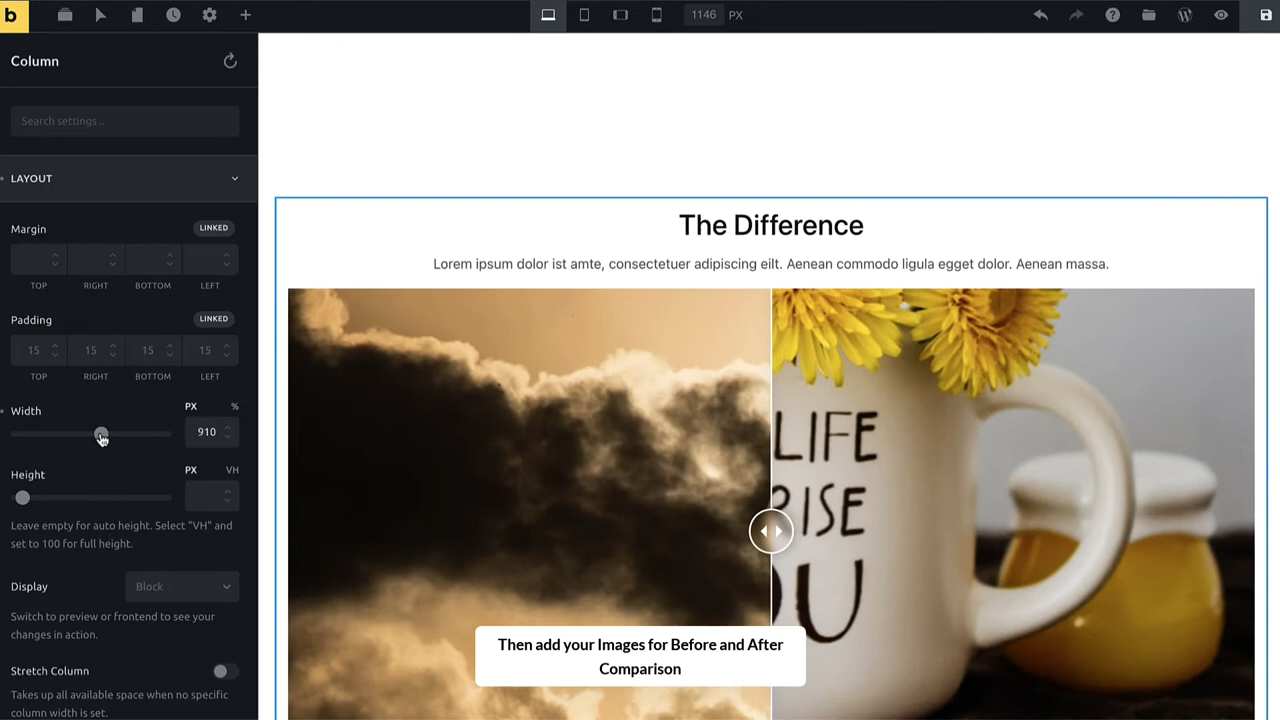 b
1146 PX
Column
Search settings ..
LAYOUT
Margin LINKED
TOP RIGHT BOTTOM LEFT
Padding LINKED
15 15 15 15
TOP RIGHT BOTTOM LEFT
Width PX %
910
Height PX VH
Leave empty for auto height. Select "VH" and
set to 100 for full height.
Display Block
Switch to preview or frontend to see your
changes in action.
Stretch Column
Takes up all available space when no specific
column width is set.
The Difference
Lorem ipsum dolor ist amte, consectetuer adipiscing eilt. Aenean commodo ligula egget dolor. Aenean massa.
LIFE
RISE
OU
Then add your Images for Before and After
Comparison